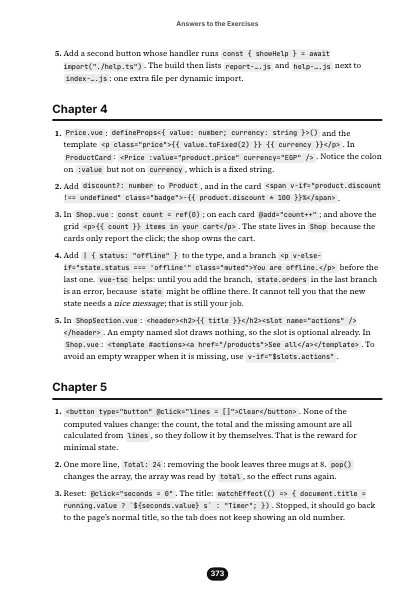 Answers to the Exercises
5. Add a second button whose handler runs const { showHelp } = await
import("./help.ts"). The build then lists report-….js and help-….js next to
index-….js: one extra file per dynamic import.
Chapter 4
1. Price.vue: defineProps<{ value: number; currency: string }>() and the
template <p class="price">{{ value.toFixed(2) }} {{ currency }}</p>. In
ProductCard: <Price :value="product.price" currency="EGP" />. Notice the colon
on :value but not on currency, which is a fixed string.
2. Add discount?: number to Product, and in the card <span v-if="product.discount
!== undefined" class="badge">-{{ product.discount * 100 }}%</span>.
3. In Shop.vue: const count = ref(0); on each card @add="count++"; and above the
grid <p>{{ count }} items in your cart</p>. The state lives in Shop because the
cards only report the click; the shop owns the cart.
4. Add | { status: "offline" } to the type, and a branch <p v-else-
if="state.status === 'offline'" class="muted">You are offline.</p> before the
last one. vue-tsc helps: until you add the branch, state.orders in the last branch
is an error, because state might be offline there. It cannot tell you that the new
state needs a nice message; that is still your job.
5. In ShopSection.vue: <header><h2>{{ title }}</h2><slot name="actions" />
</header>. An empty named slot draws nothing, so the slot is optional already. In
Shop.vue: <template #actions><a href="/products">See all</a></template>. To
avoid an empty wrapper when it is missing, use v-if="$slots.actions".
Chapter 5
1. <button type="button" @click="lines = []">Clear</button>. None of the
computed values change: the count, the total and the missing amount are all
calculated from lines, so they follow it by themselves. That is the reward for
minimal state.
2. One more line, Total: 24: removing the book leaves three mugs at 8. pop()
changes the array, the array was read by total, so the effect runs again.
3. Reset: @click="seconds = 0". The title: watchEffect(() => { document.title =
running.value ? `${seconds.value} s` : "Timer"; }). Stopped, it should go back
to the page's normal title, so the tab does not keep showing an old number.
373